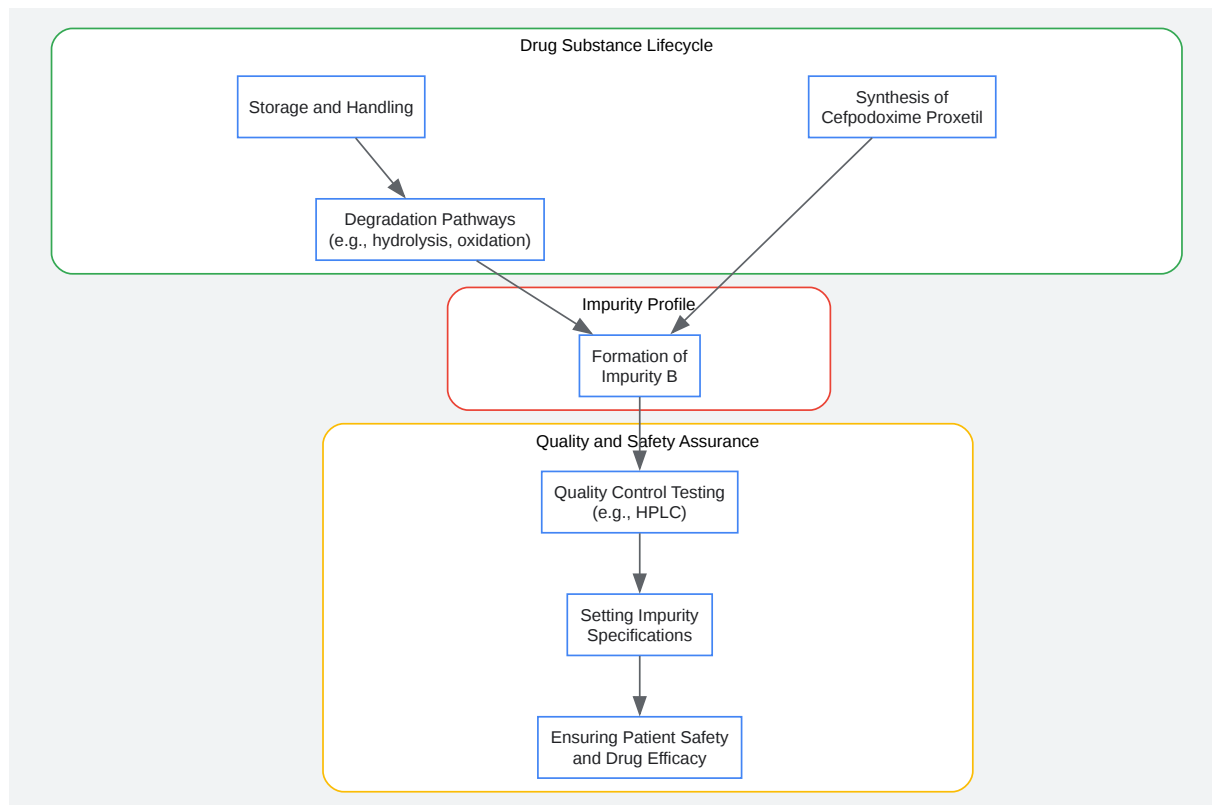 Drug Substance Lifecycle
Storage and Handling
Synthesis of
Cefpodoxime Proxetil
Degradation Pathways
(e.g., hydrolysis, oxidation)
Impurity Profile
Formation of
Impurity B
Quality and Safety Assurance
Quality Control Testing
(e.g., HPLC)
Setting Impurity
Specifications
Ensuring Patient Safety
and Drug Efficacy